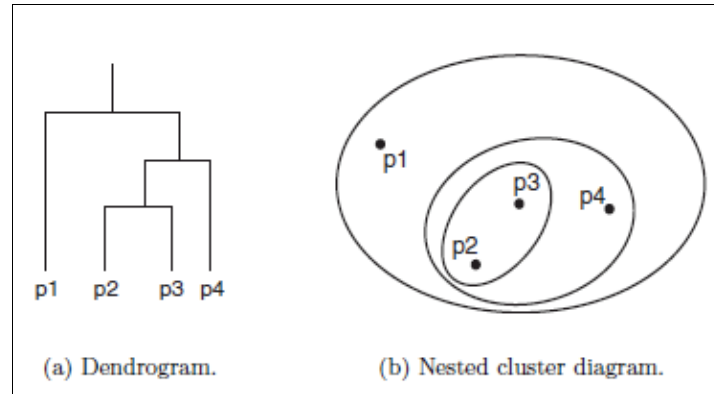 p1 p2 p3 p4
(a) Dendrogram.
p1
p3
p4
p2
(b) Nested cluster diagram.